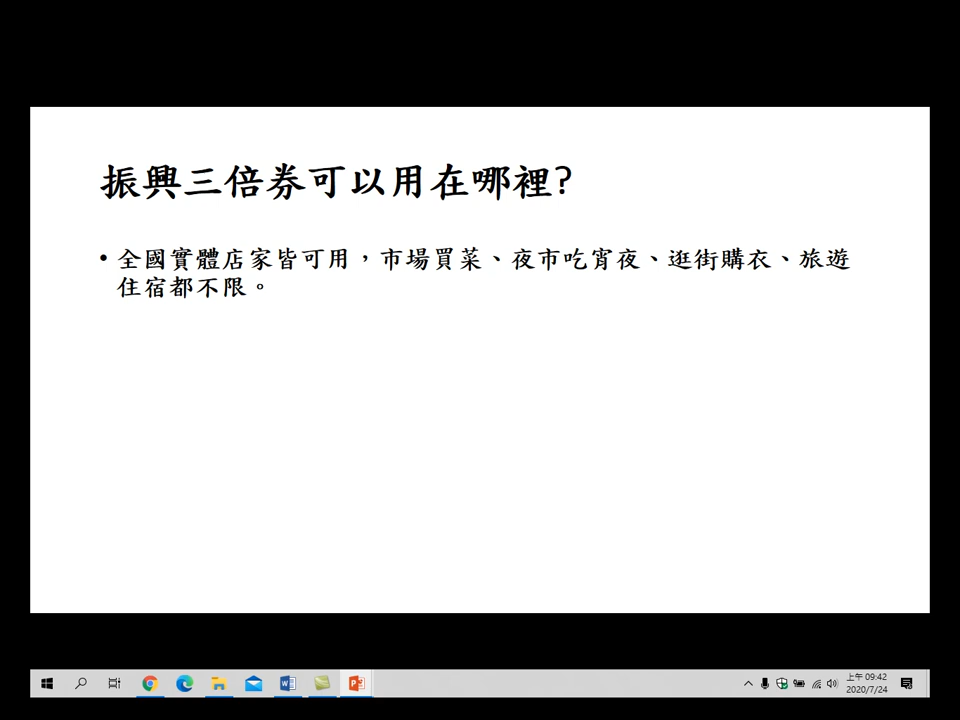 振興三倍券可以用在哪裡?
• 全國實體店家皆可用，市場買菜、夜市吃宵夜、逛街購衣、旅遊
住宿都不限。
上午 09:42
2020/7/24